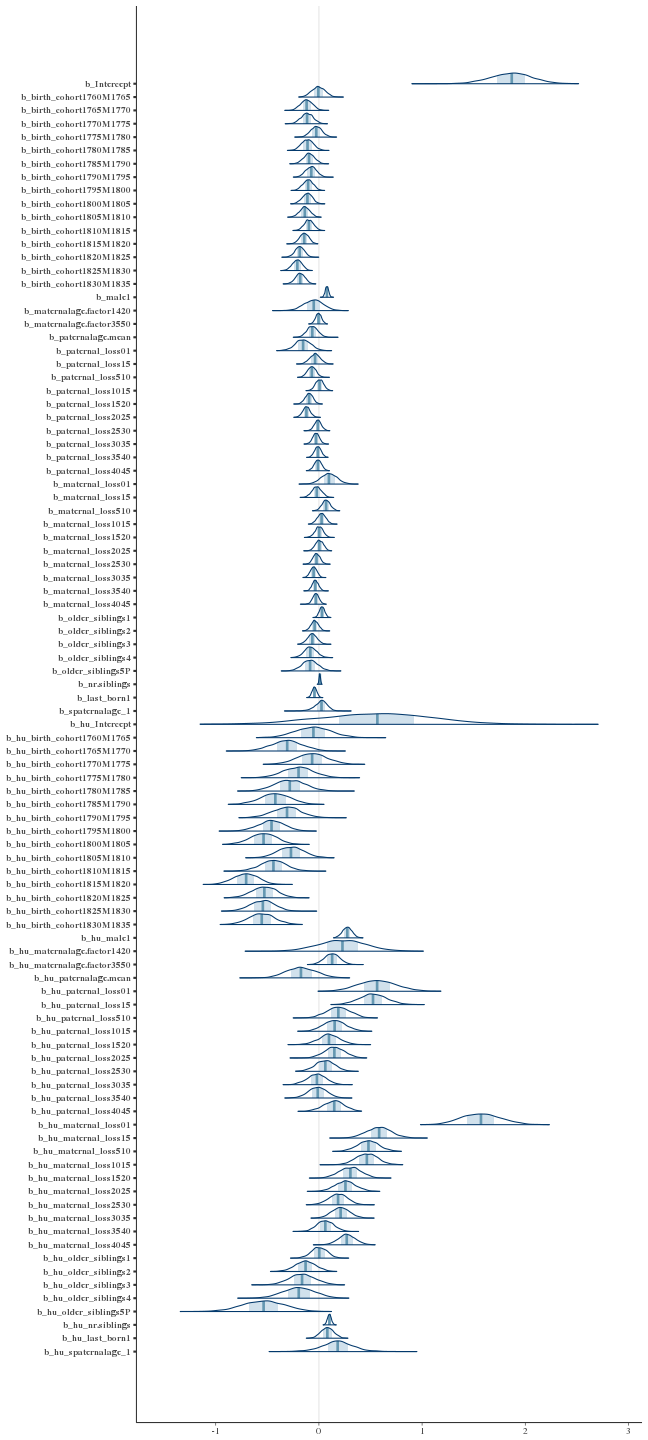 b_Intercept
b_birth_cohort1760M1765
b_birth_cohort1765M1770
b_birth_cohort1770M1775
b_birth_cohort1775M1780
b_birth_cohort1780M1785
b_birth_cohort1785M1790
b_birth_cohort1790M1795
b_birth_cohort1795M1800
b_birth_cohort1800M1805
b_birth_cohort1805M1810
b_birth_cohort1810M1815
b_birth_cohort1815M1820
b_birth_cohort1820M1825
b_birth_cohort1825M1830
b_birth_cohort1830M1835
b_male1
b_maternalage.factor1420
b_maternalage.factor3550
b_paternalage.mean
b_paternal_loss01
b_paternal_loss15
b_paternal_loss510
b_paternal_loss1015
b_paternal_loss1520
b_paternal_loss2025
b_paternal_loss2530
b_paternal_loss3035
b_paternal_loss3540
b_paternal_loss4045
b_maternal_loss01
b_maternal_loss15
b_maternal_loss510
b_maternal_loss1015
b_maternal_loss1520
b_maternal_loss2025
b_maternal_loss2530
b_maternal_loss3035
b_maternal_loss3540
b_maternal_loss4045
b_older_siblings1
b_older_siblings2
b_older_siblings3
b_older_siblings4
b_older_siblings5P
b_nr.siblings
b_last_born1
b_spaternalage_1
b_hu_Intercept
b_hu_birth_cohort1760M1765
b_hu_birth_cohort1765M1770
b_hu_birth_cohort1770M1775
b_hu_birth_cohort1775M1780
b_hu_birth_cohort1780M1785
b_hu_birth_cohort1785M1790
b_hu_birth_cohort1790M1795
b_hu_birth_cohort1795M1800
b_hu_birth_cohort1800M1805
b_hu_birth_cohort1805M1810
b_hu_birth_cohort1810M1815
b_hu_birth_cohort1815M1820
b_hu_birth_cohort1820M1825
b_hu_birth_cohort1825M1830
b_hu_birth_cohort1830M1835
b_hu_male1
b_hu_maternalage.factor1420
b_hu_maternalage.factor3550
b_hu_paternalage.mean
b_hu_paternal_loss01
b_hu_paternal_loss15
b_hu_paternal_loss510
b_hu_paternal_loss1015
b_hu_paternal_loss1520
b_hu_paternal_loss2025
b_hu_paternal_loss2530
b_hu_paternal_loss3035
b_hu_paternal_loss3540
b_hu_paternal_loss4045
b_hu_maternal_loss01
b_hu_maternal_loss15
b_hu_maternal_loss510
b_hu_maternal_loss1015
b_hu_maternal_loss1520
b_hu_maternal_loss2025
b_hu_maternal_loss2530
b_hu_maternal_loss3035
b_hu_maternal_loss3540
b_hu_maternal_loss4045
b_hu_older_siblings1
b_hu_older_siblings2
b_hu_older_siblings3
b_hu_older_siblings4
b_hu_older_siblings5P
b_hu_nr.siblings
b_hu_last_born1
b_hu_spaternalage_1
-1 0 1 2 3